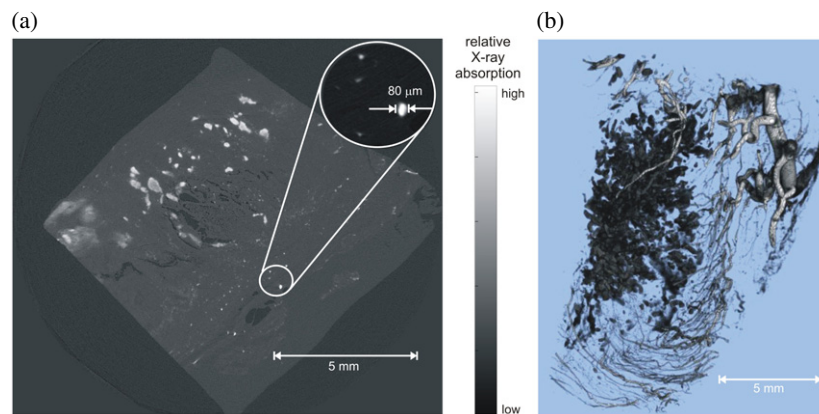 (a)
80 μm
5 mm
relative
X-ray
absorption
high
low
(b)
5 mm